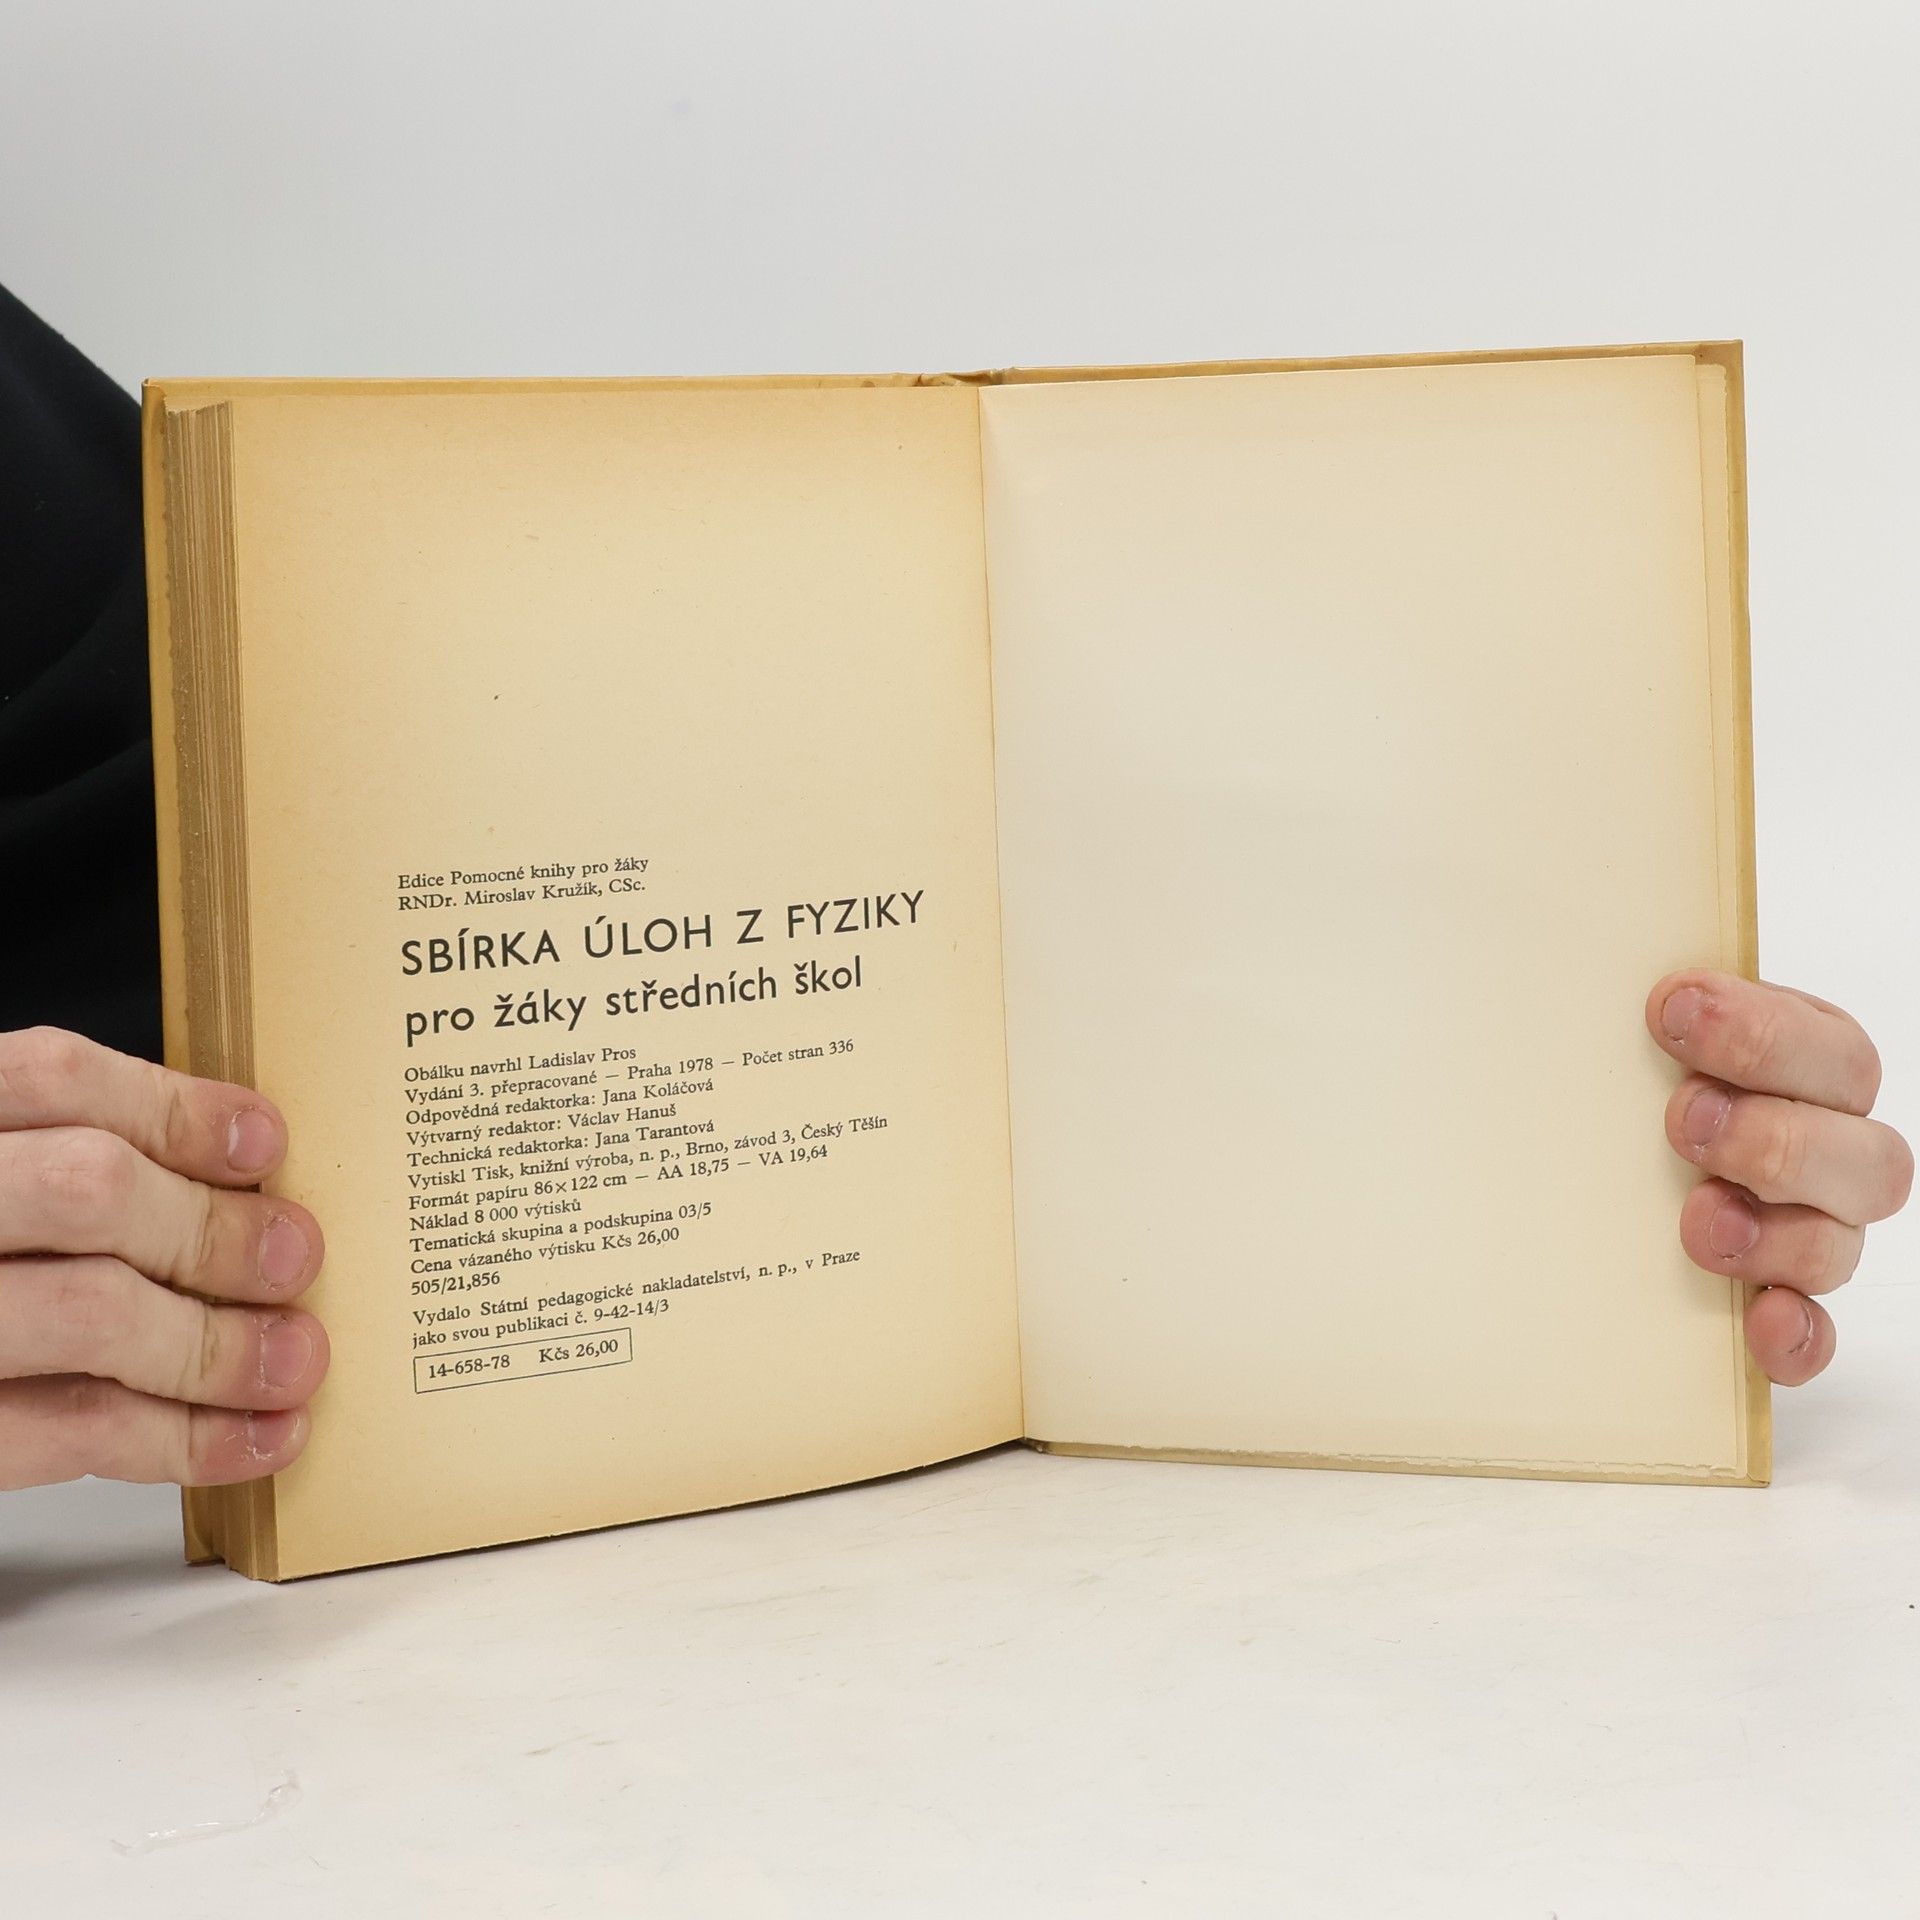 Edice Pomocné knihy pro žáky
RNDr. Miroslav Kružík, CSc.
SBÍRKA ÚLOH Z FYZIKY
pro žáky středních škol
Obálku navrhl Ladislav Pros
Vydání 3. přepracované — Praha 1978 — Počet stran 336
Odpovědná redaktorka: Jana Koláčová
Výtvarný redaktor: Václav Hanuš
Technická redaktorka: Jana Tarantová
Vytiskl Tisk, knižní výroba, n. p., Brno, závod 3, Český Těšín
Formát papíru 86×122 cm — AA 18,75 — VA 19,64
Náklad 8 000 výtisků
Tematická skupina a podskupina 03/5
Cena vázaného výtisku Kčs 26,00
505/21,856
Vydalo Státní pedagogické nakladatelství, n. p., v Praze
jako svou publikaci č. 9-42-14/3
14-658-78 Kčs 26,00